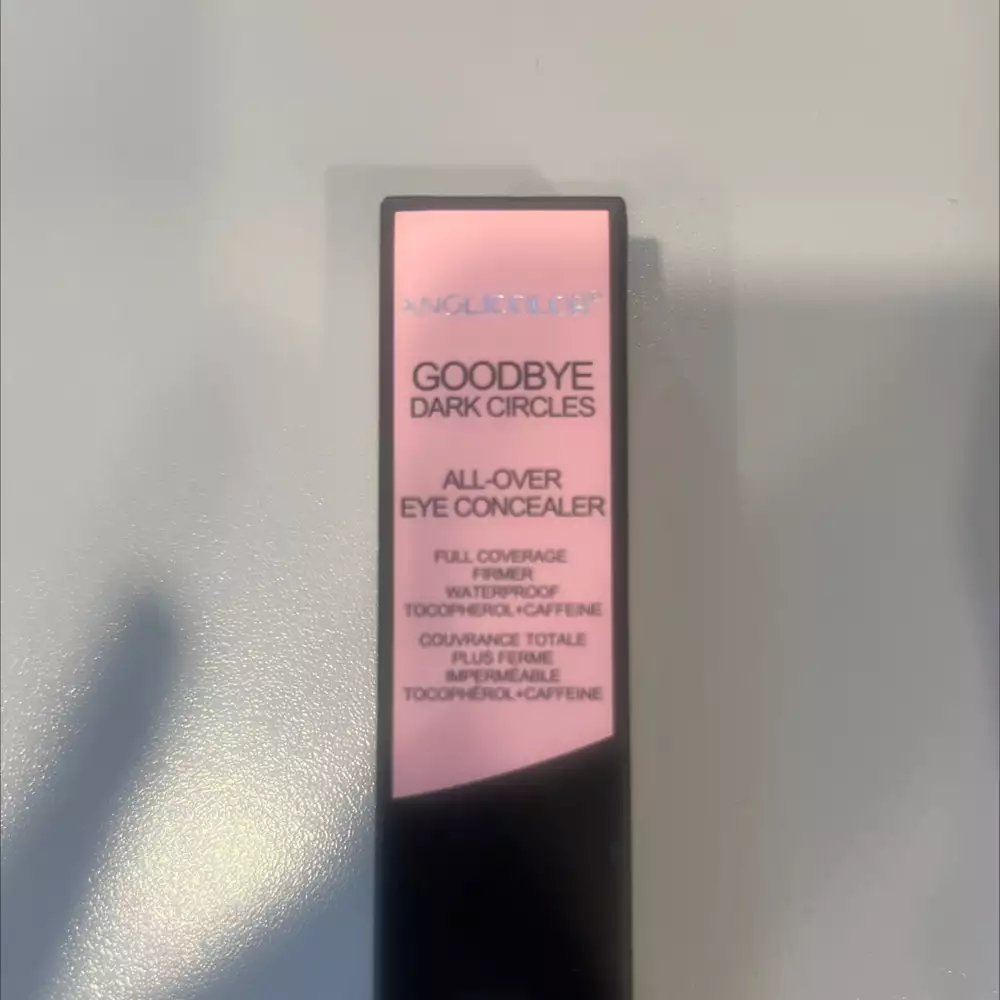 GOODBYE
DARK CIRCLES
ALL-OVER
EYE CONCEALER
FULL COVERAGE
FIRMER
WATERPROOF
TOCOPHEROL+CAFFEINE
COUVRANCE TOTALE
PLUS FERME
IMPERMÉABLE
TOCOPHÉROL+CAFFEINE